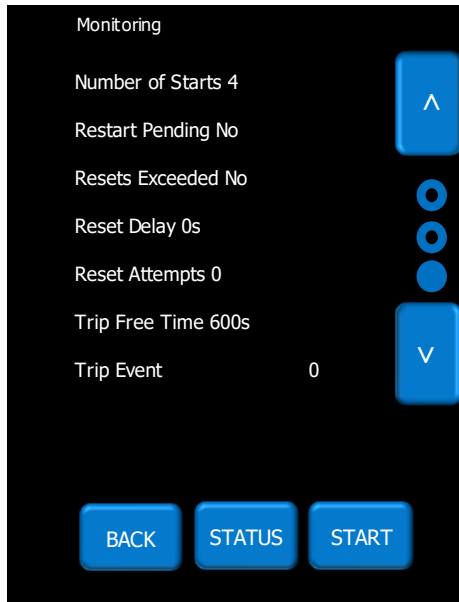 Monitoring
Number of Starts 4
Restart Pending No
Resets Exceeded No
Reset Delay 0s
Reset Attempts 0
Trip Free Time 600s
Trip Event 0
BACK STATUS START